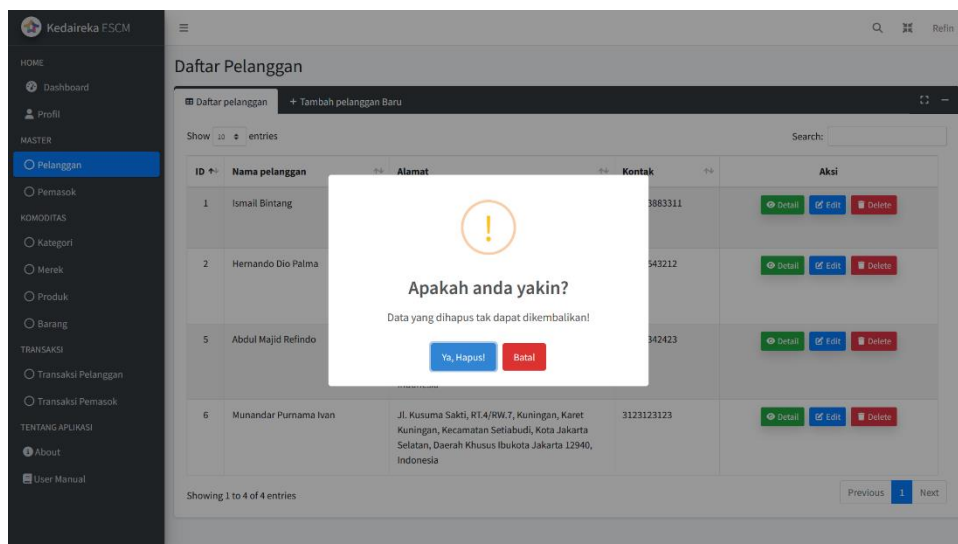 Kedaireka ESCM
Refin
HOME
Dashboard
Profil
MASTER
Pelanggan
Pemasok
KOMODITAS
Kategori
Merek
Produk
Barang
TRANSAKSI
Transaksi Pelanggan
Transaksi Pemasok
TENTANG APLIKASI
About
User Manual
Daftar Pelanggan
Daftar pelanggan + Tambah pelanggan Baru
Show 10 entries Search:
ID Nama pelanggan Alamat Kontak Aksi
1 Ismail Bintang 3883311 Detail Edit Delete
2 Hernando Dio Palma 543212 Detail Edit Delete
5 Abdul Majid Refindo 342423 Detail Edit Delete
6 Munandar Purnama Ivan Jl. Kusuma Sakti, RT.4/RW.7, Kuningan, Karet 3123123123 Detail Edit Delete
Kuningan, Kecamatan Setiabudi, Kota Jakarta
Selatan, Daerah Khusus Ibukota Jakarta 12940,
Indonesia
Showing 1 to 4 of 4 entries Previous 1 Next
!
Apakah anda yakin?
Data yang dihapus tak dapat dikembalikan!
Ya, Hapus! Batal